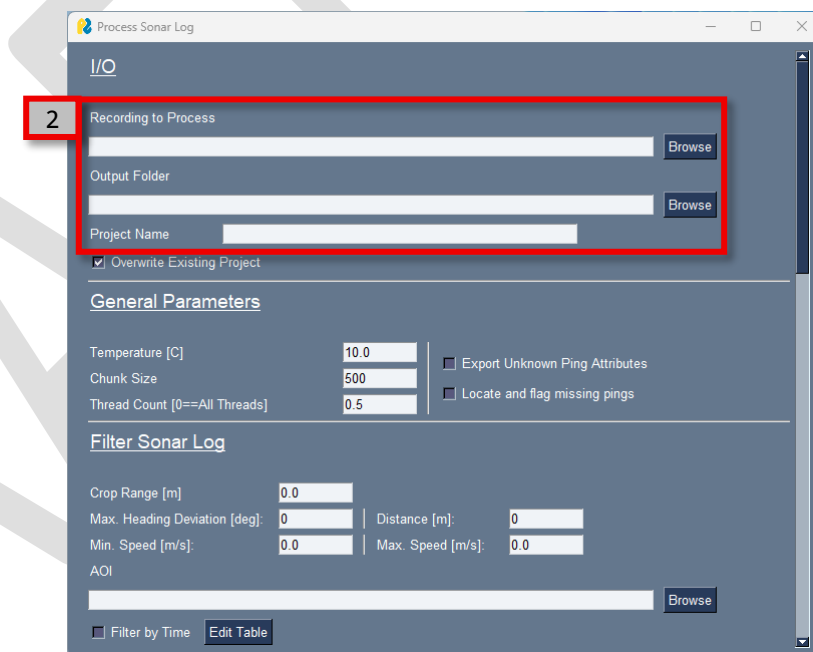 Process Sonar Log
I/O
2
Recording to Process
Browse
Output Folder
Browse
Project Name
Overwrite Existing Project
General Parameters
Temperature [C] 10.0
Export Unknown Ping Attributes
Chunk Size 500
Locate and flag missing pings
Thread Count [0==All Threads] 0.5
Filter Sonar Log
Crop Range [m] 0.0
Max. Heading Deviation [deg]: 0 Distance [m]: 0
Min. Speed [m/s]: 0.0 Max. Speed [m/s]: 0.0
AOI
Browse
Filter by Time Edit Table